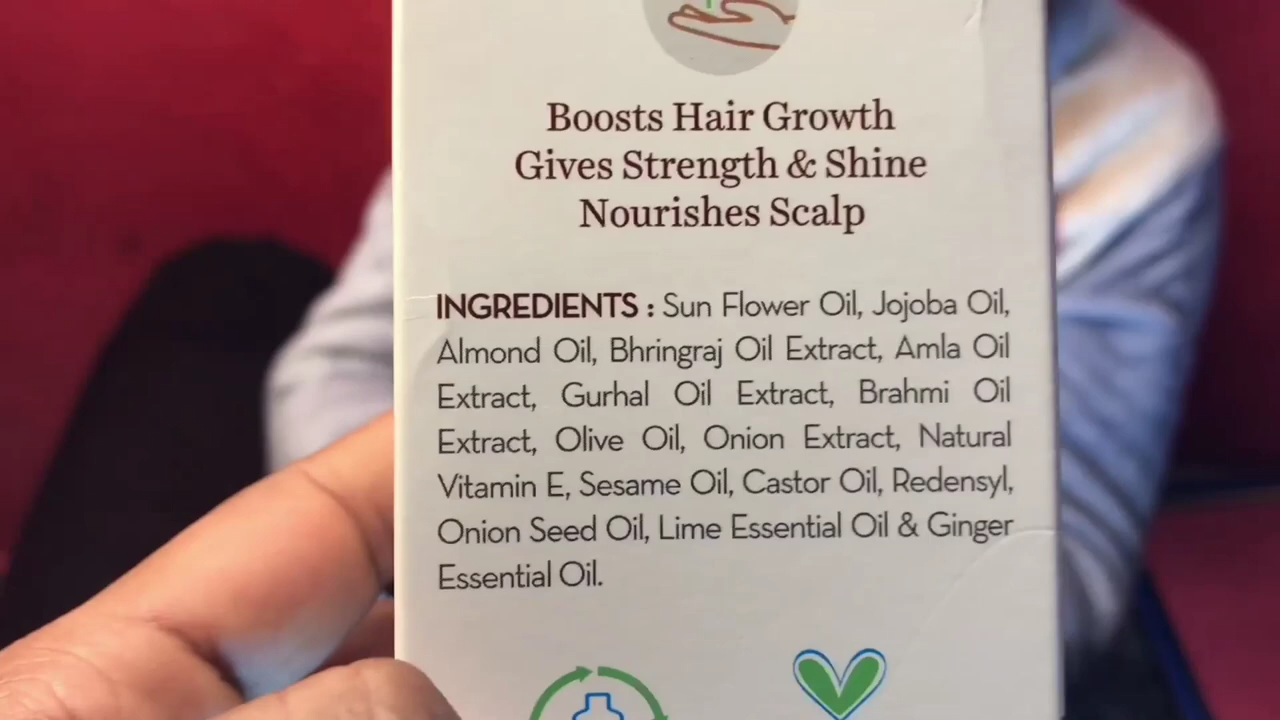 Boosts Hair Growth
Gives Strength & Shine
Nourishes Scalp
INGREDIENTS : Sun Flower Oil, Jojoba Oil,
Almond Oil, Bhringraj Oil Extract, Amla Oil
Extract, Gurhal Oil Extract, Brahmi Oil
Extract, Olive Oil, Onion Extract, Natural
Vitamin E, Sesame Oil, Castor Oil, Redensyl,
Onion Seed Oil, Lime Essential Oil & Ginger
Essential Oil.